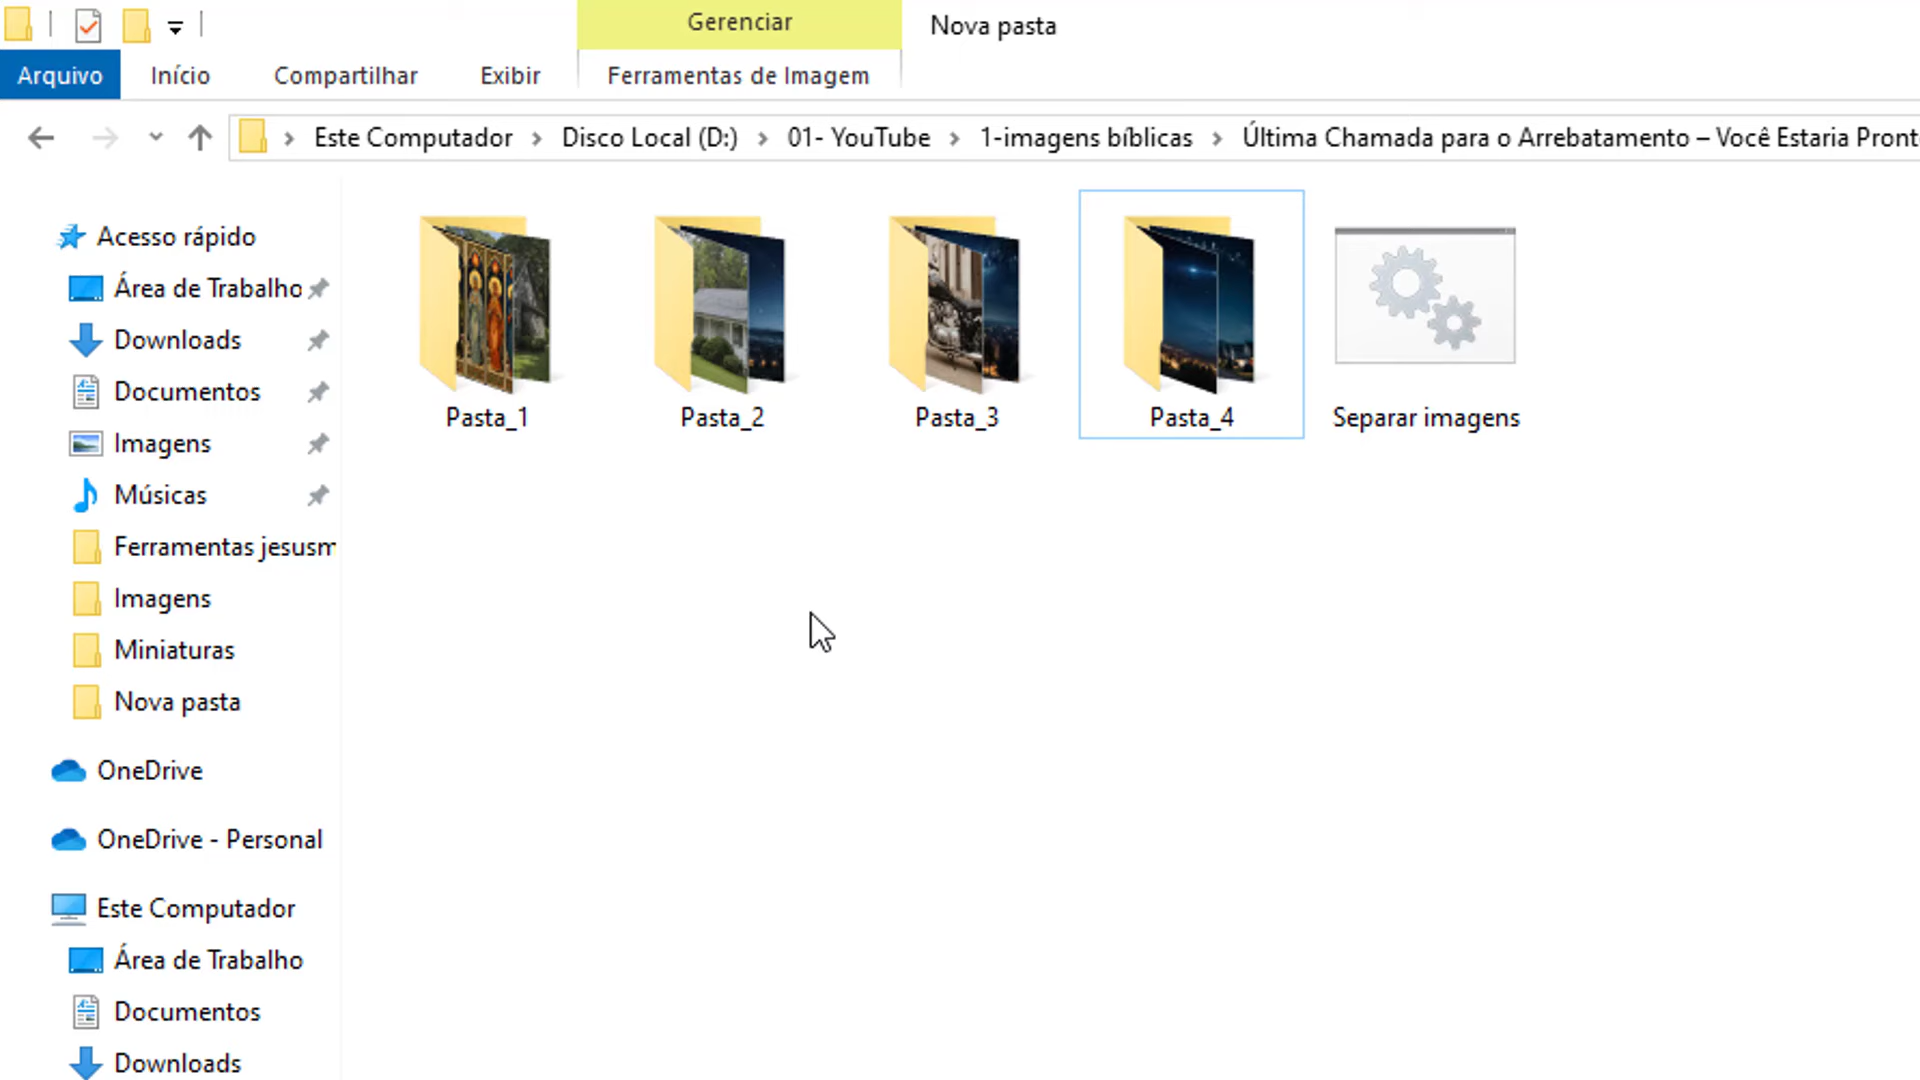 Gerenciar
Nova pasta
Arquivo
Início
Compartilhar
Exibir
Ferramentas de Imagem
Este Computador
Disco Local (D:)
01- YouTube
1-imagens bíblicas
Última Chamada para o Arrebatamento – Você Estaria Pront
Acesso rápido
Área de Trabalho
Downloads
Documentos
Imagens
Músicas
Ferramentas jesusm
Imagens
Miniaturas
Nova pasta
OneDrive
OneDrive - Personal
Este Computador
Área de Trabalho
Documentos
Downloads
Pasta_1
Pasta_2
Pasta_3
Pasta_4
Separar imagens